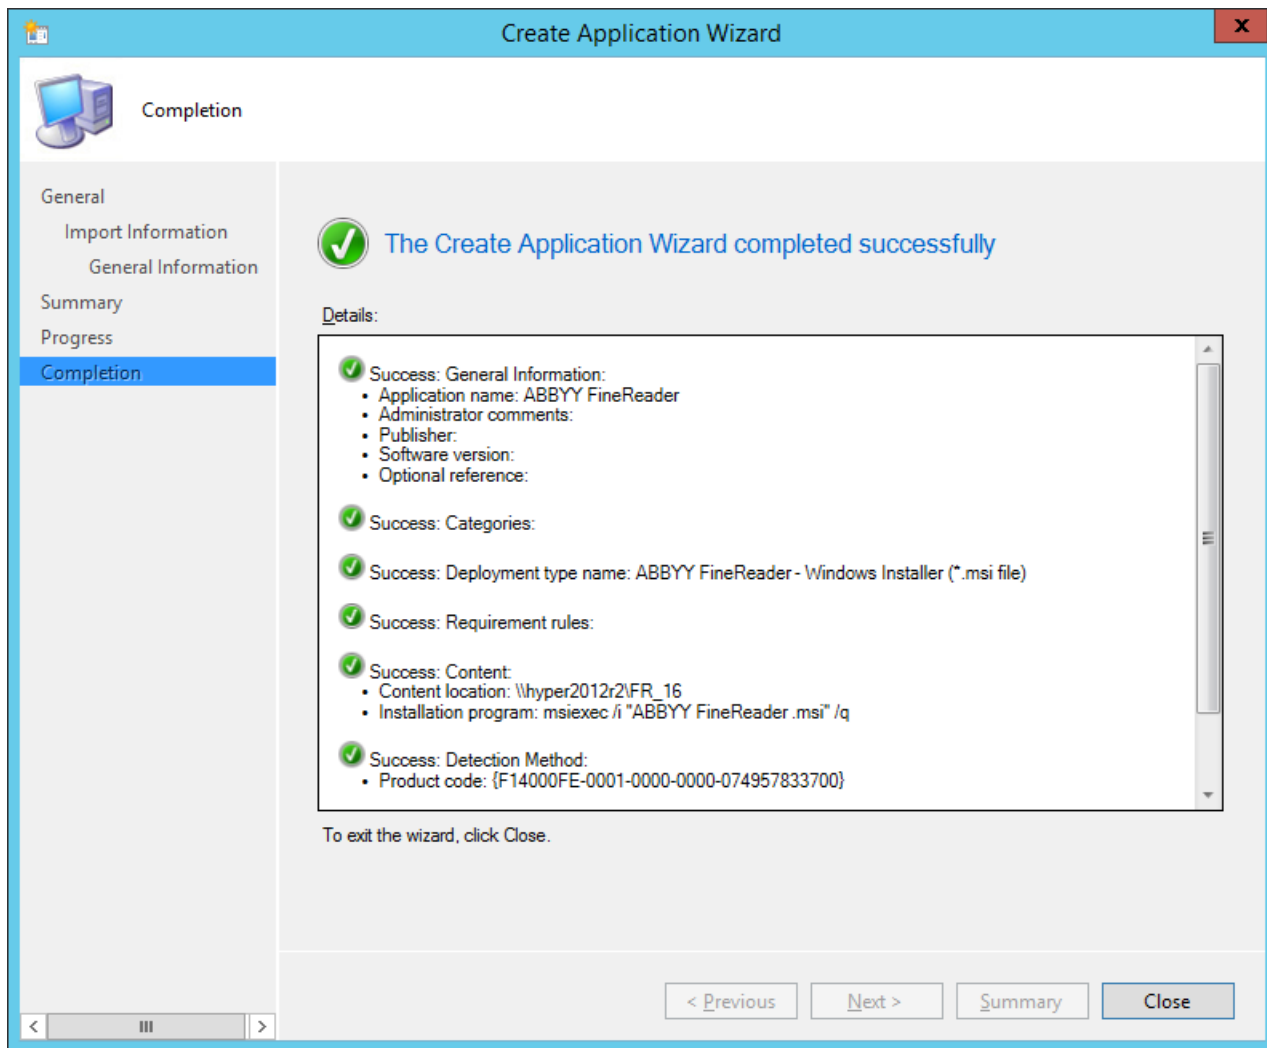 Create Application Wizard
x
Completion
General
Import Information
General Information
Summary
Progress
Completion
The Create Application Wizard completed successfully
Details:
Success: General Information:
• Application name: ABBYY FineReader
• Administrator comments:
• Publisher:
• Software version:
• Optional reference:
Success: Categories:
Success: Deployment type name: ABBYY FineReader - Windows Installer (*.msi file)
Success: Requirement rules:
Success: Content:
• Content location: \\hyper2012r2\FR_16
• Installation program: msiexec /i "ABBYY FineReader .msi" /q
Success: Detection Method:
• Product code: {F14000FE-0001-0000-0000-074957833700}
To exit the wizard, click Close.
< Previous
Next >
Summary
Close